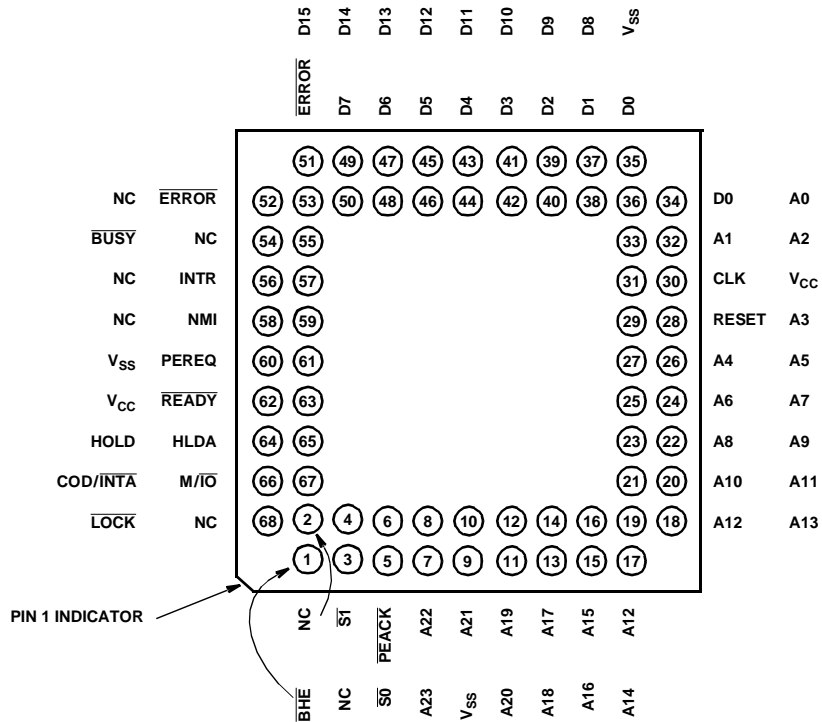 D15 D14 D13 D12 D11 D10 D9 D8 VSS
ERROR D7 D6 D5 D4 D3 D2 D1 D0
51 49 47 45 43 41 39 37 35
NC ERROR 52 53 50 48 46 44 42 40 38 36 34 D0 A0
BUSY NC 54 55 33 32 A1 A2
NC INTR 56 57 31 30 CLK VCC
NC NMI 58 59 29 28 RESET A3
VSS PEREQ 60 61 27 26 A4 A5
VCC READY 62 63 25 24 A6 A7
HOLD HLDA 64 65 23 22 A8 A9
COD/INTA M/IO 66 67 21 20 A10 A11
LOCK NC 68 2 4 6 8 10 12 14 16 19 18 A12 A13
1 3 5 7 9 11 13 15 17
PIN 1 INDICATOR
NC S1 PEACK A22 A21 A19 A17 A15 A12
BHE NC S0 A23 VSS A20 A18 A16 A14